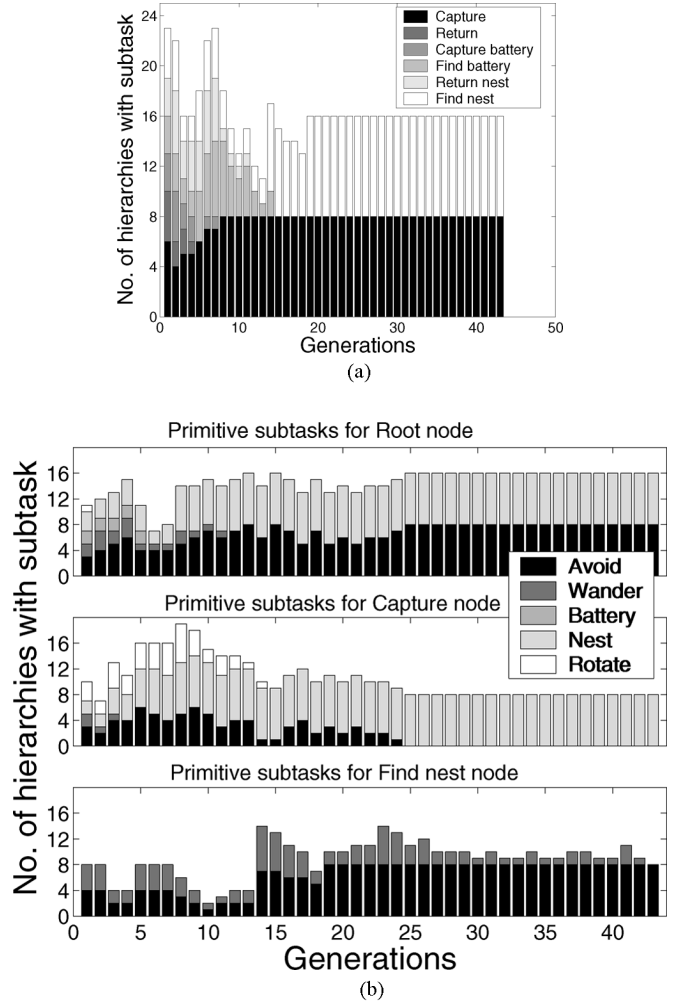 24
20
16
12
8
4
0
No. of hierarchies with subtask
Capture
Return
Capture battery
Find battery
Return nest
Find nest
0
10
20
30
40
50
Generations
(a)
No. of hierarchies with subtask
Primitive subtasks for Root node
16
12
8
4
0
Avoid
Wander
Battery
Nest
Rotate
Primitive subtasks for Capture node
16
12
8
4
0
Primitive subtasks for Find nest node
16
12
8
4
0
0
5
10
15
20
25
30
35
40
Generations
(b)